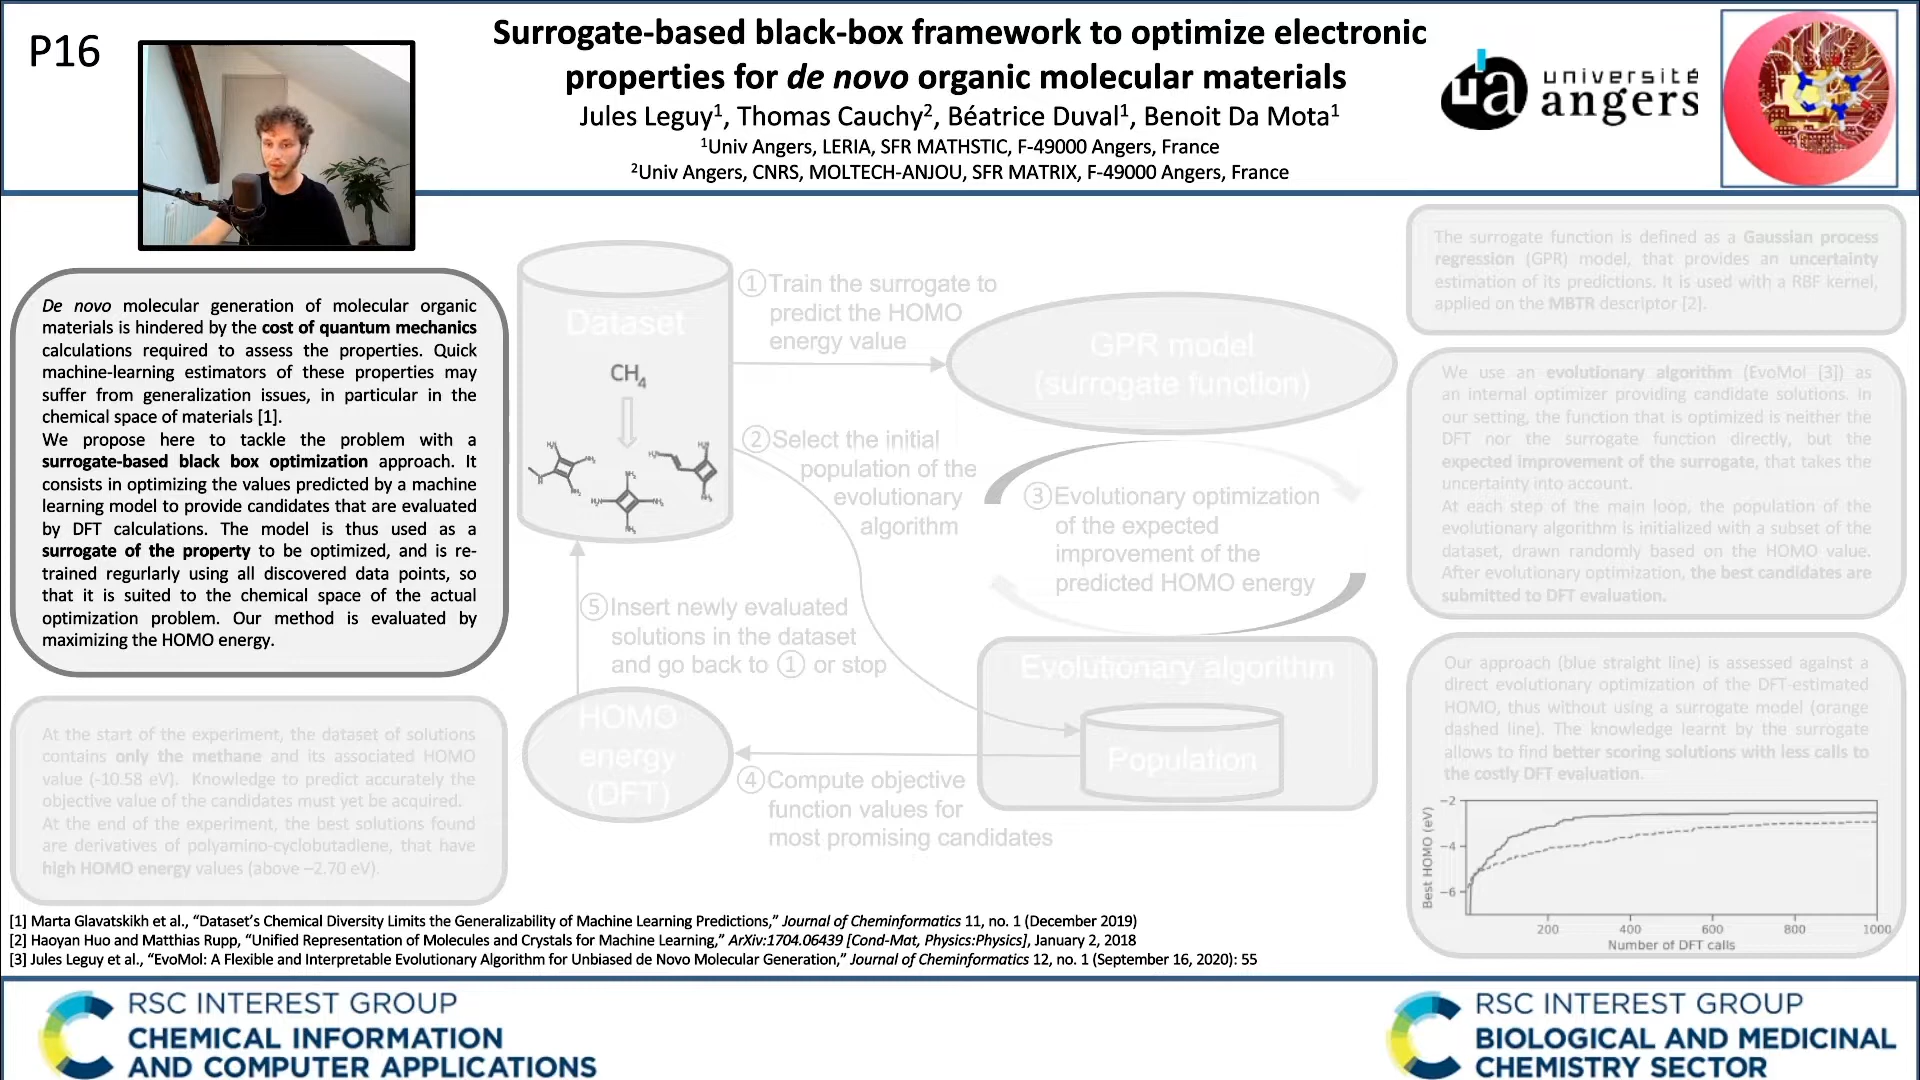 P16
Surrogate-based black-box framework to optimize electronic
properties for de novo organic molecular materials
Jules Leguy¹, Thomas Cauchy², Béatrice Duval¹, Benoit Da Mota¹
¹Univ Angers, LERIA, SFR MATHSTIC, F-49000 Angers, France
²Univ Angers, CNRS, MOLTECH-ANJOU, SFR MATRIX, F-49000 Angers, France
ua
université
angers
De novo molecular generation of molecular organic
materials is hindered by the cost of quantum mechanics
calculations required to assess the properties. Quick
machine-learning estimators of these properties may
suffer from generalization issues, in particular in the
chemical space of materials [1].
We propose here to tackle the problem with a
surrogate-based black box optimization approach. It
consists in optimizing the values predicted by a machine
learning model to provide candidates that are evaluated
by DFT calculations. The model is thus used as a
surrogate of the property to be optimized, and is re-
trained regurlarly using all discovered data points, so
that it is suited to the chemical space of the actual
optimization problem. Our method is evaluated by
maximizing the HOMO energy.
At the start of the experiment, the dataset of solutions
contains only the methane and its associated HOMO
value (-10.58 eV). Knowledge to predict accurately the
objective value of the candidates must yet be acquired.
At the end of the experiment, the best solutions found
are derivatives of polyamino-cyclobutadiene, that have
high HOMO energy values (above −2.70 eV).
Dataset
CH₄
①Train the surrogate to
predict the HOMO
energy value
GPR model
(surrogate function)
②Select the initial
population of the
evolutionary
algorithm
③Evolutionary optimization
of the expected
improvement of the
predicted HOMO energy
⑤Insert newly evaluated
solutions in the dataset
and go back to ① or stop
Evolutionary algorithm
Population
HOMO
energy
(DFT)
④Compute objective
function values for
most promising candidates
The surrogate function is defined as a Gaussian process
regression (GPR) model, that provides an uncertainty
estimation of its predictions. It is used with a RBF kernel,
applied on the MBTR descriptor [2].
We use an evolutionary algorithm (EvoMol [3]) as
an internal optimizer providing candidate solutions. In
our setting, the function that is optimized is neither the
DFT nor the surrogate function directly, but the
expected improvement of the surrogate, that takes the
uncertainty into account.
At each step of the main loop, the population of the
evolutionary algorithm is initialized with a subset of the
dataset, drawn randomly based on the HOMO value.
After evolutionary optimization, the best candidates are
submitted to DFT evaluation.
Our approach (blue straight line) is assessed against a
direct evolutionary optimization of the DFT-estimated
HOMO, thus without using a surrogate model (orange
dashed line). The knowledge learnt by the surrogate
allows to find better scoring solutions with less calls to
the costly DFT evaluation.
Best HOMO (eV)
−2
−4
−6
200 400 600 800 1000
Number of DFT calls
[1] Marta Glavatskikh et al., “Dataset’s Chemical Diversity Limits the Generalizability of Machine Learning Predictions,” Journal of Cheminformatics 11, no. 1 (December 2019)
[2] Haoyan Huo and Matthias Rupp, “Unified Representation of Molecules and Crystals for Machine Learning,” ArXiv:1704.06439 [Cond-Mat, Physics:Physics], January 2, 2018
[3] Jules Leguy et al., “EvoMol: A Flexible and Interpretable Evolutionary Algorithm for Unbiased de Novo Molecular Generation,” Journal of Cheminformatics 12, no. 1 (September 16, 2020): 55
RSC INTEREST GROUP
CHEMICAL INFORMATION
AND COMPUTER APPLICATIONS
RSC INTEREST GROUP
BIOLOGICAL AND MEDICINAL
CHEMISTRY SECTOR